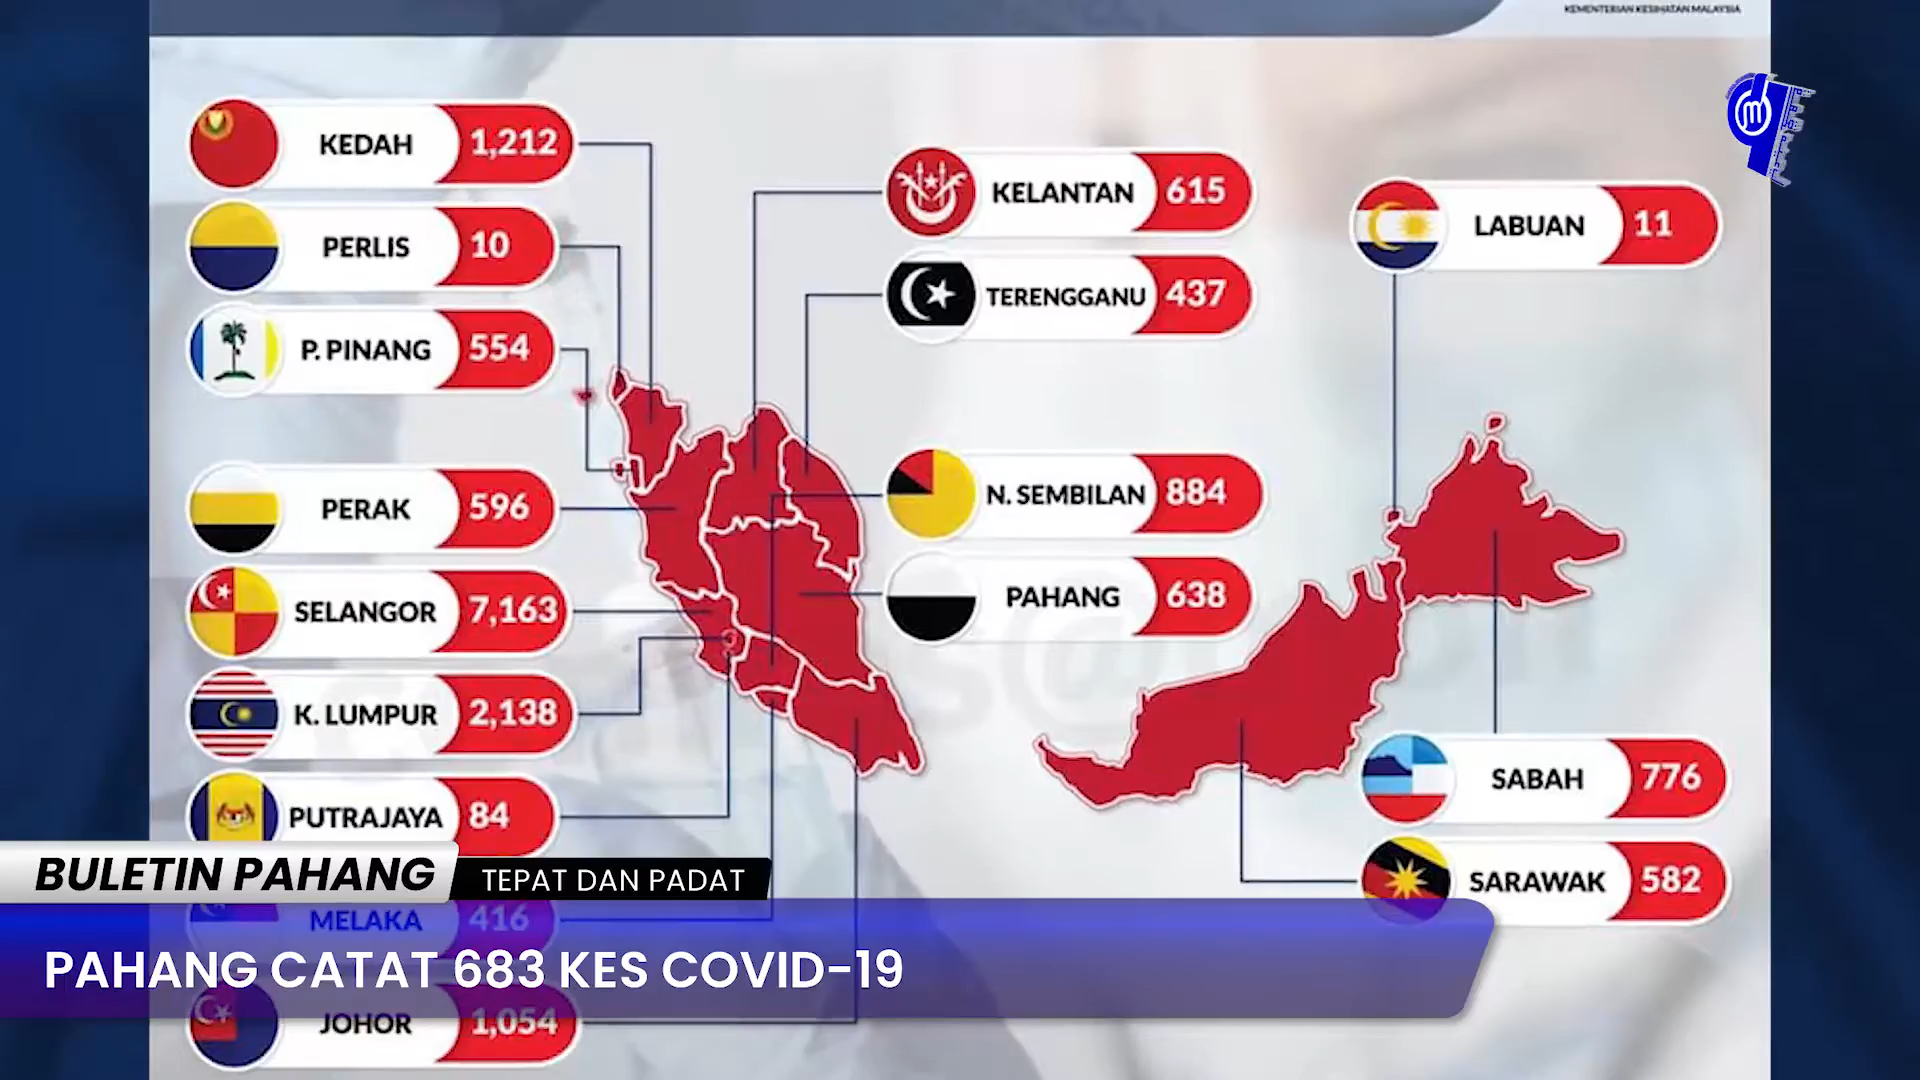 KEMENTERIAN KESIHATAN MALAYSIA
KEDAH 1,212
PERLIS 10
P. PINANG 554
PERAK 596
SELANGOR 7,163
K. LUMPUR 2,138
PUTRAJAYA 84
MELAKA 416
JOHOR 1,054
KELANTAN 615
TERENGGANU 437
N. SEMBILAN 884
PAHANG 638
LABUAN 11
SABAH 776
SARAWAK 582
BULETIN PAHANG
TEPAT DAN PADAT
PAHANG CATAT 683 KES COVID-19